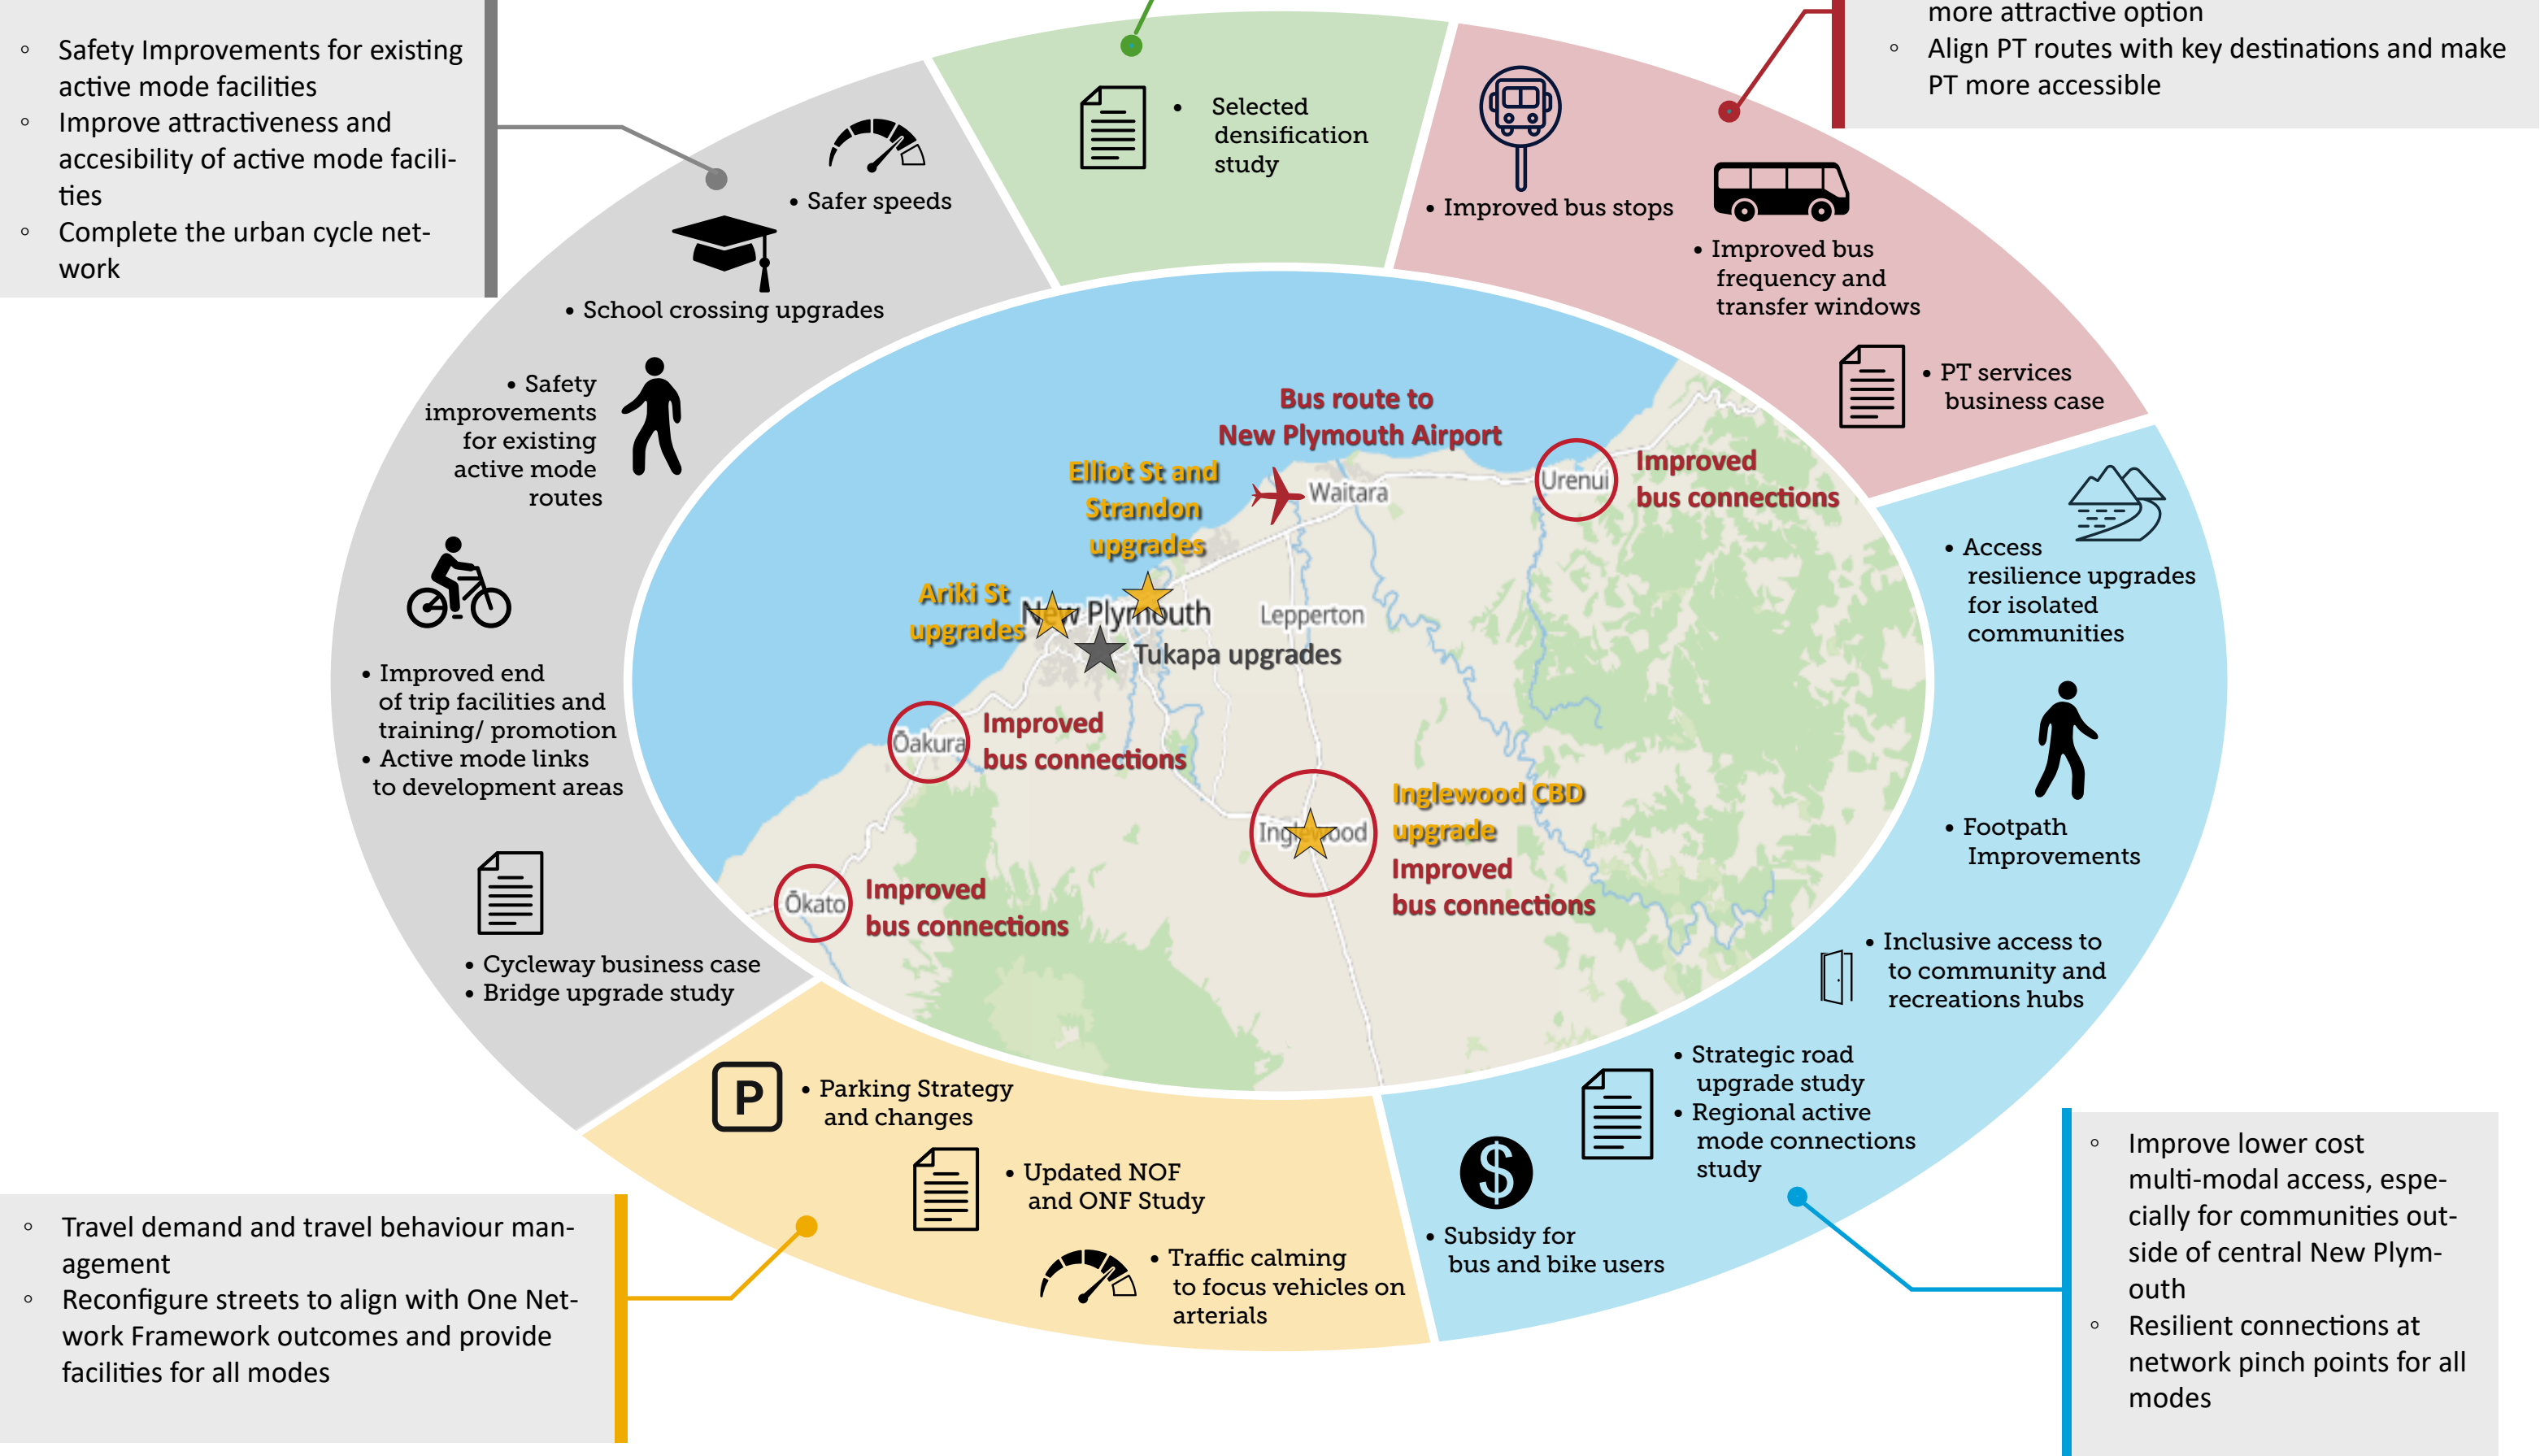 ◦ Safety Improvements for existing
active mode facilities
◦ Improve attractiveness and
accesibility of active mode facili-
ties
◦ Complete the urban cycle net-
work
more attractive option
◦ Align PT routes with key destinations and make
PT more accessible
• Selected
densification
study
• Safer speeds
• School crossing upgrades
• Safety
improvements
for existing
active mode
routes
• Improved end
of trip facilities and
training/ promotion
• Active mode links
to development areas
• Cycleway business case
• Bridge upgrade study
• Improved bus stops
• Improved bus
frequency and
transfer windows
• PT services
business case
Bus route to
New Plymouth Airport
Elliot St and
Strandon
upgrades
Waitara
Urenui
Improved
bus connections
Ariki St
upgrades
New Plymouth
Lepperton
Tukapa upgrades
Ōakura
Improved
bus connections
Inglewood
Inglewood CBD
upgrade
Improved
bus connections
Ōkato
Improved
bus connections
• Access
resilience upgrades
for isolated
communities
• Footpath
Improvements
• Inclusive access to
to community and
recreations hubs
• Strategic road
upgrade study
• Regional active
mode connections
study
$
• Subsidy for
bus and bike users
P
• Parking Strategy
and changes
• Updated NOF
and ONF Study
• Traffic calming
to focus vehicles on
arterials
◦ Travel demand and travel behaviour man-
agement
◦ Reconfigure streets to align with One Net-
work Framework outcomes and provide
facilities for all modes
◦ Improve lower cost
multi-modal access, espe-
cially for communities out-
side of central New Plym-
outh
◦ Resilient connections at
network pinch points for all
modes